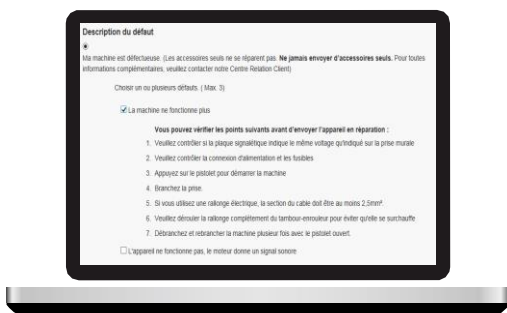 Description du défaut
Ma machine est défectueuse. (Les accessoires seuls ne se réparent pas. Ne jamais envoyer d'accessoires seuls. Pour toutes
informations complémentaires, veuillez contacter notre Centre Relation Client)
Choisir un ou plusieurs défauts. ( Max. 3)
La machine ne fonctionne plus
Vous pouvez vérifier les points suivants avant d'envoyer l'appareil en réparation :
1. Veuillez contrôler si la plaque signalétique indique le même voltage qu'indiqué sur la prise murale
2. Veuillez contrôler la connexion d'alimentation et les fusibles
3. Appuyez sur le pistolet pour démarrer la machine
4. Branchez la prise.
5. Si vous utilisez une rallonge électrique, la section du cable doit être au moins 2,5mm².
6. Veuillez dérouler la rallonge complètement du tambour-enrouleur pour éviter qu'elle se surchauffe
7. Débranchez et rebrancher la machine plusieur fois avec le pistolet ouvert.
L'appareil ne fonctionne pas, le moteur donne un signal sonore